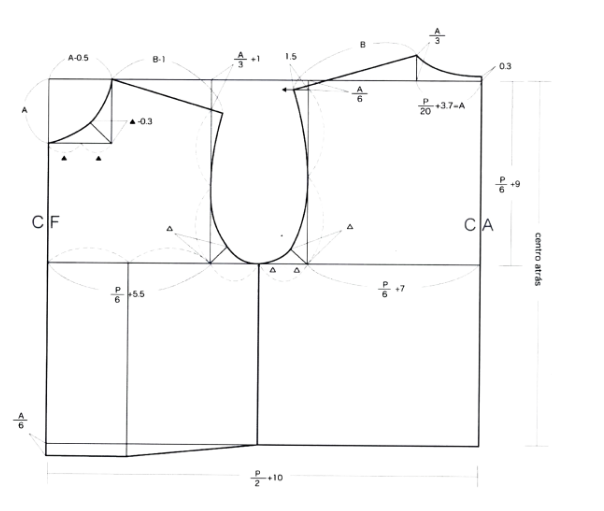 A
3
A-0.5
B-1
A
3
+1
1.5
B
0.3
A
6
P
20
+3.7=A
A
▲-0.3
▲
▲
P
6
+9
CF
CA
△
△
centro atrás
△
△
P
6
+5.5
P
6
+7
A
6
P
2
+10